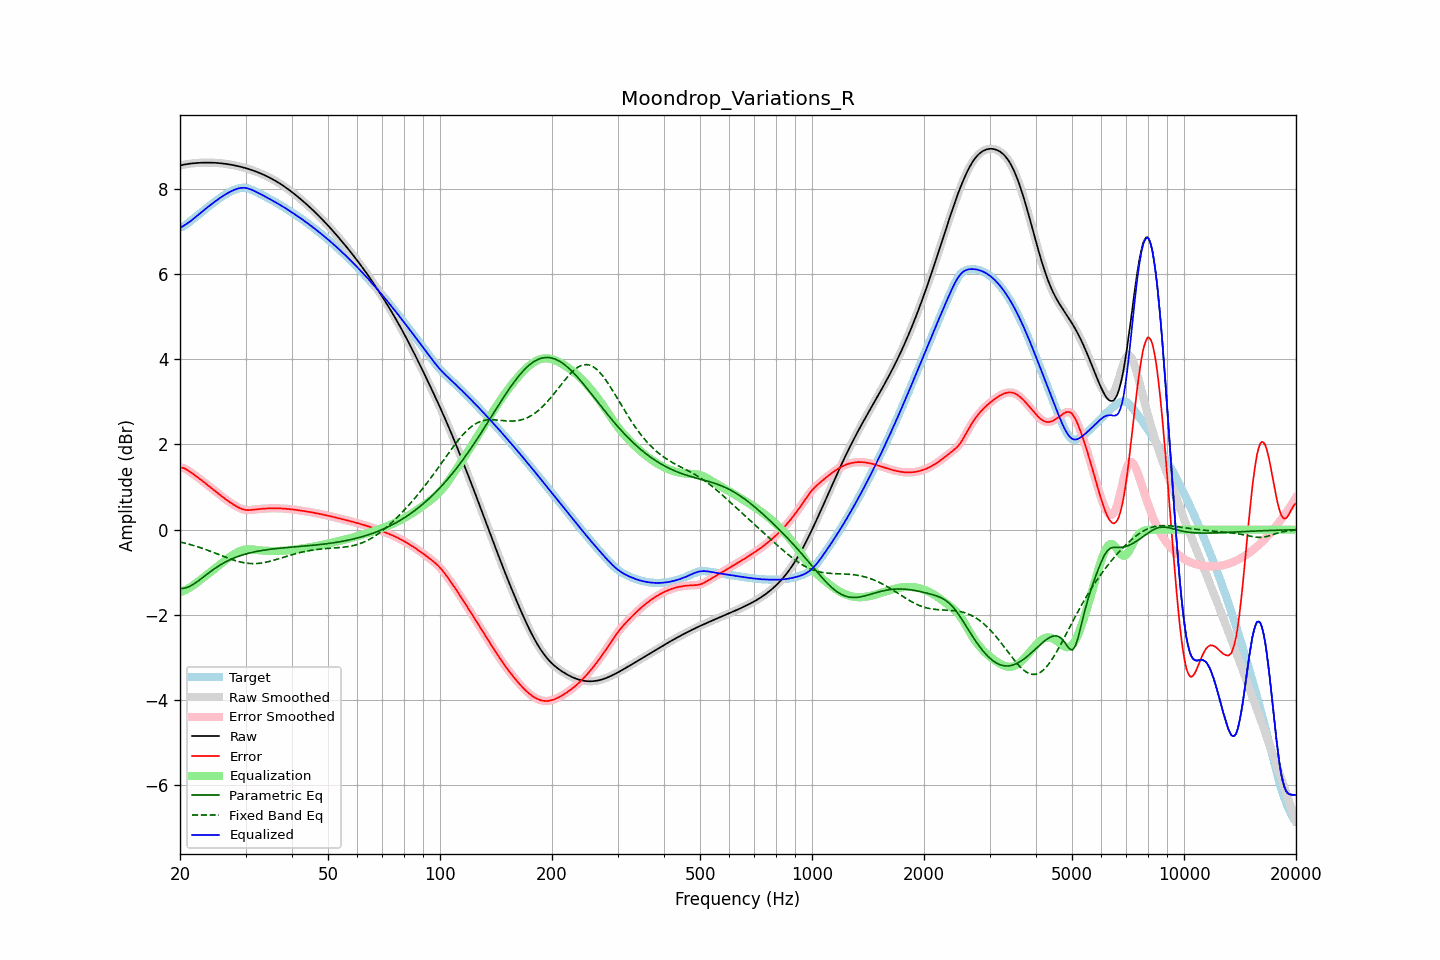 Moondrop_Variations_R
Amplitude (dBr)
8
6
4
2
0
−2
−4
−6
Target
Raw Smoothed
Error Smoothed
Raw
Error
Equalization
Parametric Eq
Fixed Band Eq
Equalized
20 50 100 200 500 1000 2000 5000 10000 20000
Frequency (Hz)